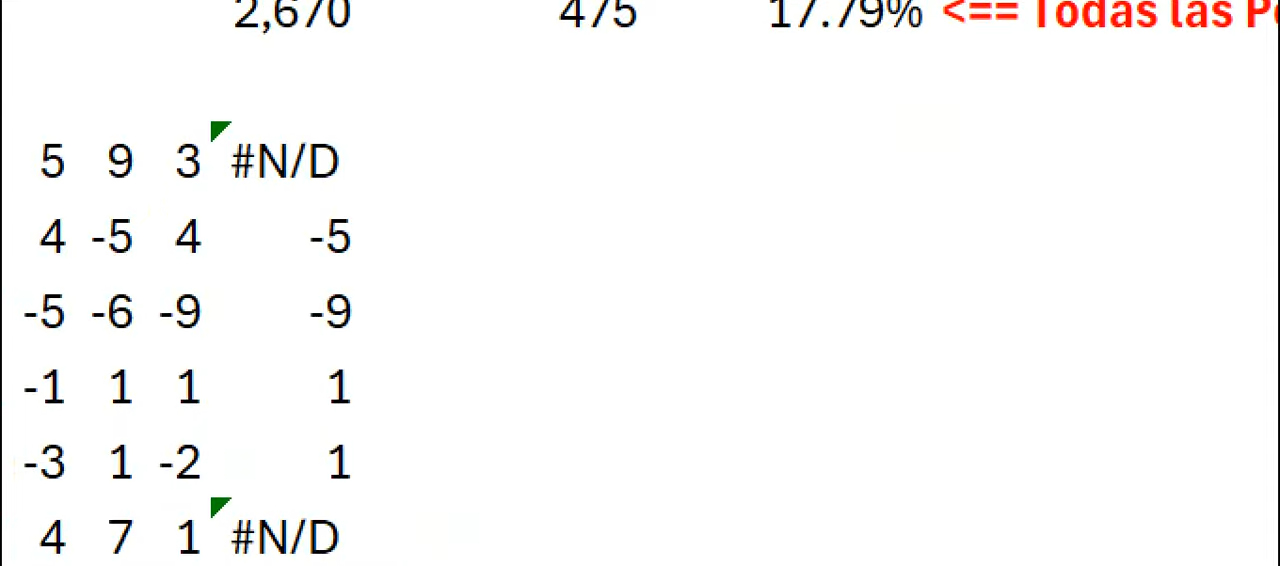 2,670 475 17.79% <== Todas las
5 9 3 #N/D
4 -5 4 -5
-5 -6 -9 -9
-1 1 1 1
-3 1 -2 1
4 7 1 #N/D